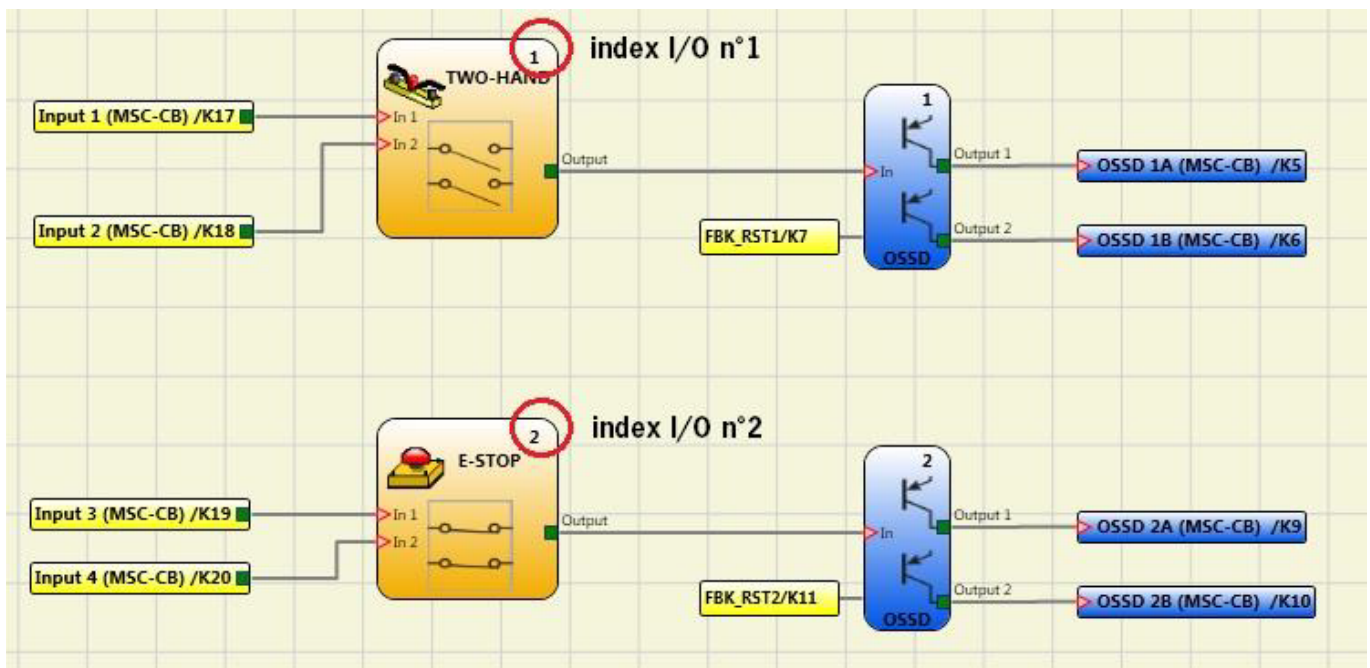 1
index I/O n°1
TWO-HAND
Input 1 (MSC-CB) /K17
In 1
In 2
Output
Input 2 (MSC-CB) /K18
1
In
Output 1
OSSD 1A (MSC-CB) /K5
FBK_RST1/K7
Output 2
OSSD 1B (MSC-CB) /K6
OSSD
2
index I/O n°2
E-STOP
Input 3 (MSC-CB) /K19
In 1
In 2
Output
Input 4 (MSC-CB) /K20
2
In
Output 1
OSSD 2A (MSC-CB) /K9
FBK_RST2/K11
Output 2
OSSD 2B (MSC-CB) /K10
OSSD